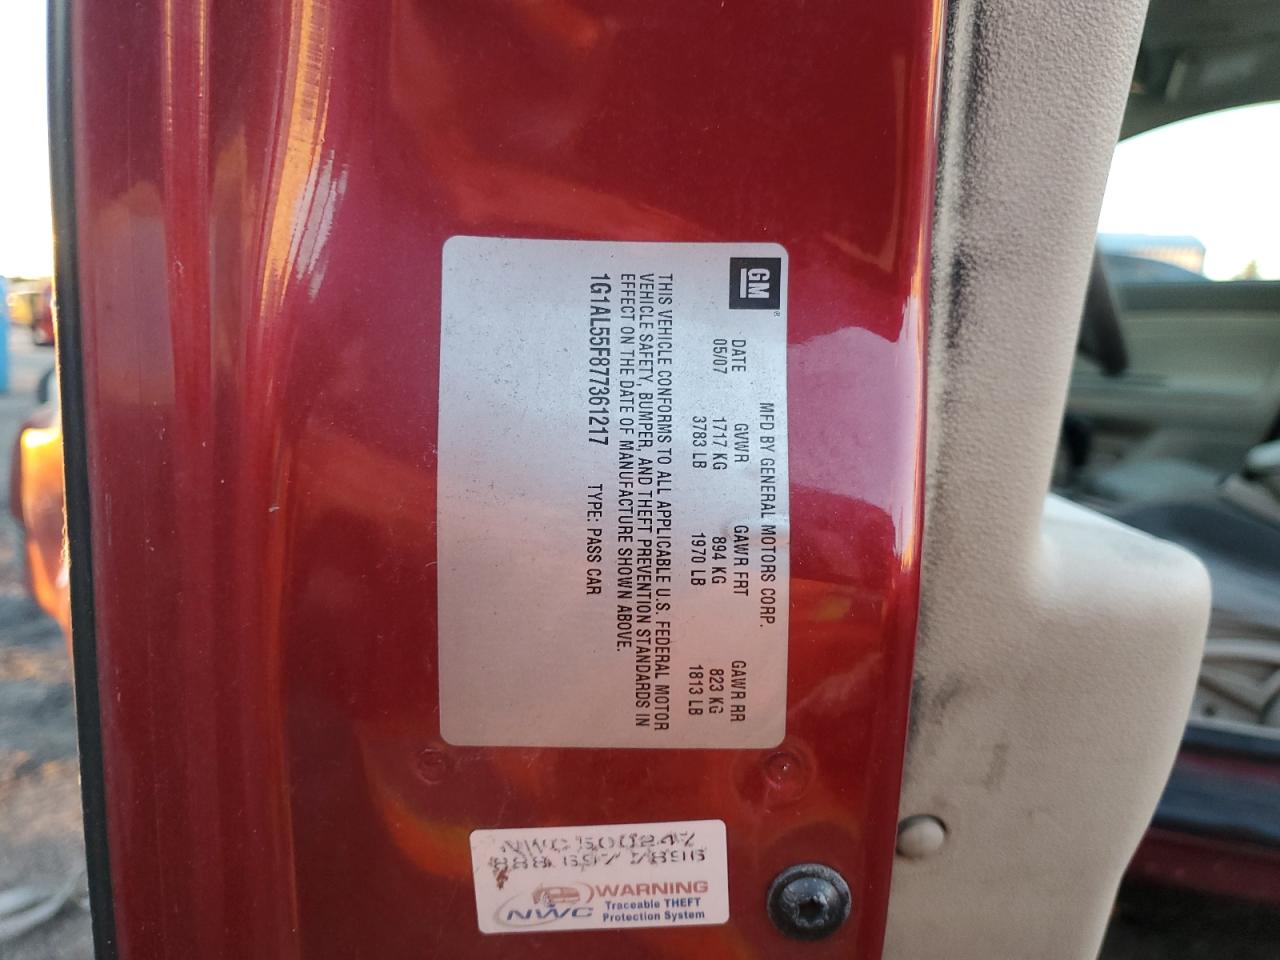 GM®
MFD BY GENERAL MOTORS CORP.
DATE GVWR GAWR FRT GAWR RR
05/07 1717 KG 894 KG 823 KG
3783 LB 1970 LB 1813 LB
THIS VEHICLE CONFORMS TO ALL APPLICABLE U.S. FEDERAL MOTOR
VEHICLE SAFETY, BUMPER, AND THEFT PREVENTION STANDARDS IN
EFFECT ON THE DATE OF MANUFACTURE SHOWN ABOVE.
1G1AL55F877361217 TYPE: PASS CAR
WARNING
NWC Traceable THEFT
Protection System